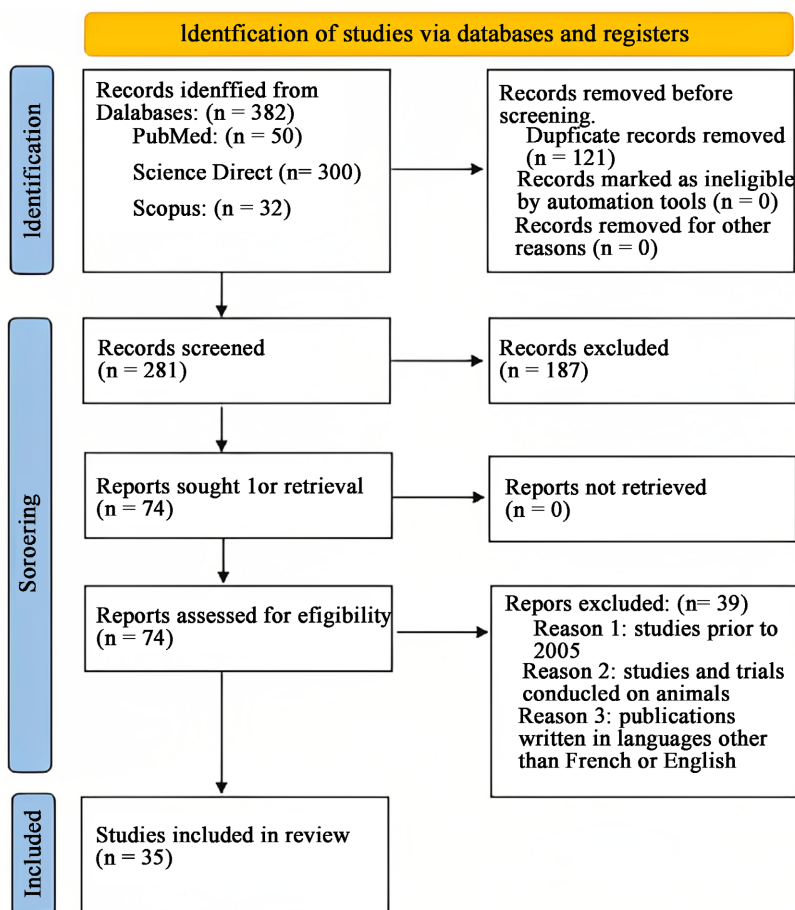 Identfication of studies via databases and registers
Identification
Records idenffied from
Dalabases: (n = 382)
PubMed: (n = 50)
Science Direct (n= 300)
Scopus: (n = 32)
Records removed before
screening.
Dupficate records removed
(n = 121)
Records marked as ineligible
by automation tools (n = 0)
Records removed for other
reasons (n = 0)
Soroering
Records screened
(n = 281)
Records excluded
(n = 187)
Reports sought 1or retrieval
(n = 74)
Reports not retrieved
(n = 0)
Reports assessed for efigibility
(n = 74)
Repors excluded: (n= 39)
Reason 1: studies prior to
2005
Reason 2: studies and trials
conducled on animals
Reason 3: publications
written in languages other
than French or English
Included
Studies included in review
(n = 35)